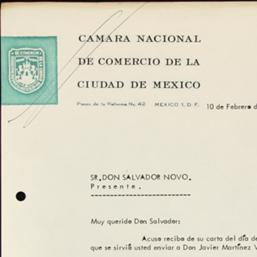 CAMARA NACIONAL
DE COMERCIO DE LA
CIUDAD DE MEXICO
Paseo de la Reforma No. 42 MEXICO 1, D. F.
10 de Febrero d
SR. DON SALVADOR NOVO.
Presente.
Muy querido Don Salvador:
Acuso recibo de su carta del día de
que se sirvió usted enviar a Don Javier Martínez V